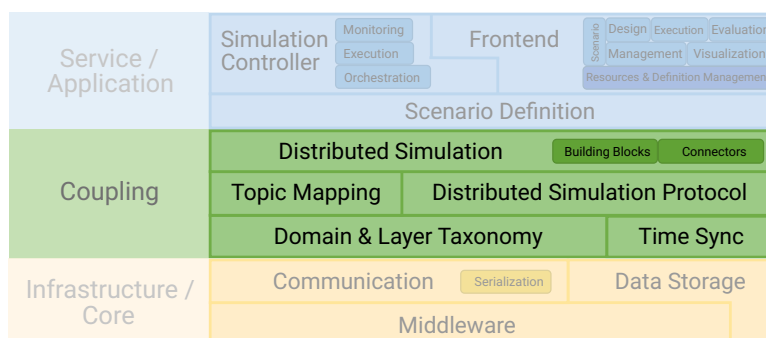 Service /
Application
Simulation
Controller
Monitoring
Execution
Orchestration
Frontend
Scenario
Design
Execution
Evaluation
Management
Visualization
Resources & Definition Management
Scenario Definition
Coupling
Distributed Simulation
Building Blocks
Connectors
Topic Mapping
Distributed Simulation Protocol
Domain & Layer Taxonomy
Time Sync
Infrastructure /
Core
Communication
Serialization
Data Storage
Middleware